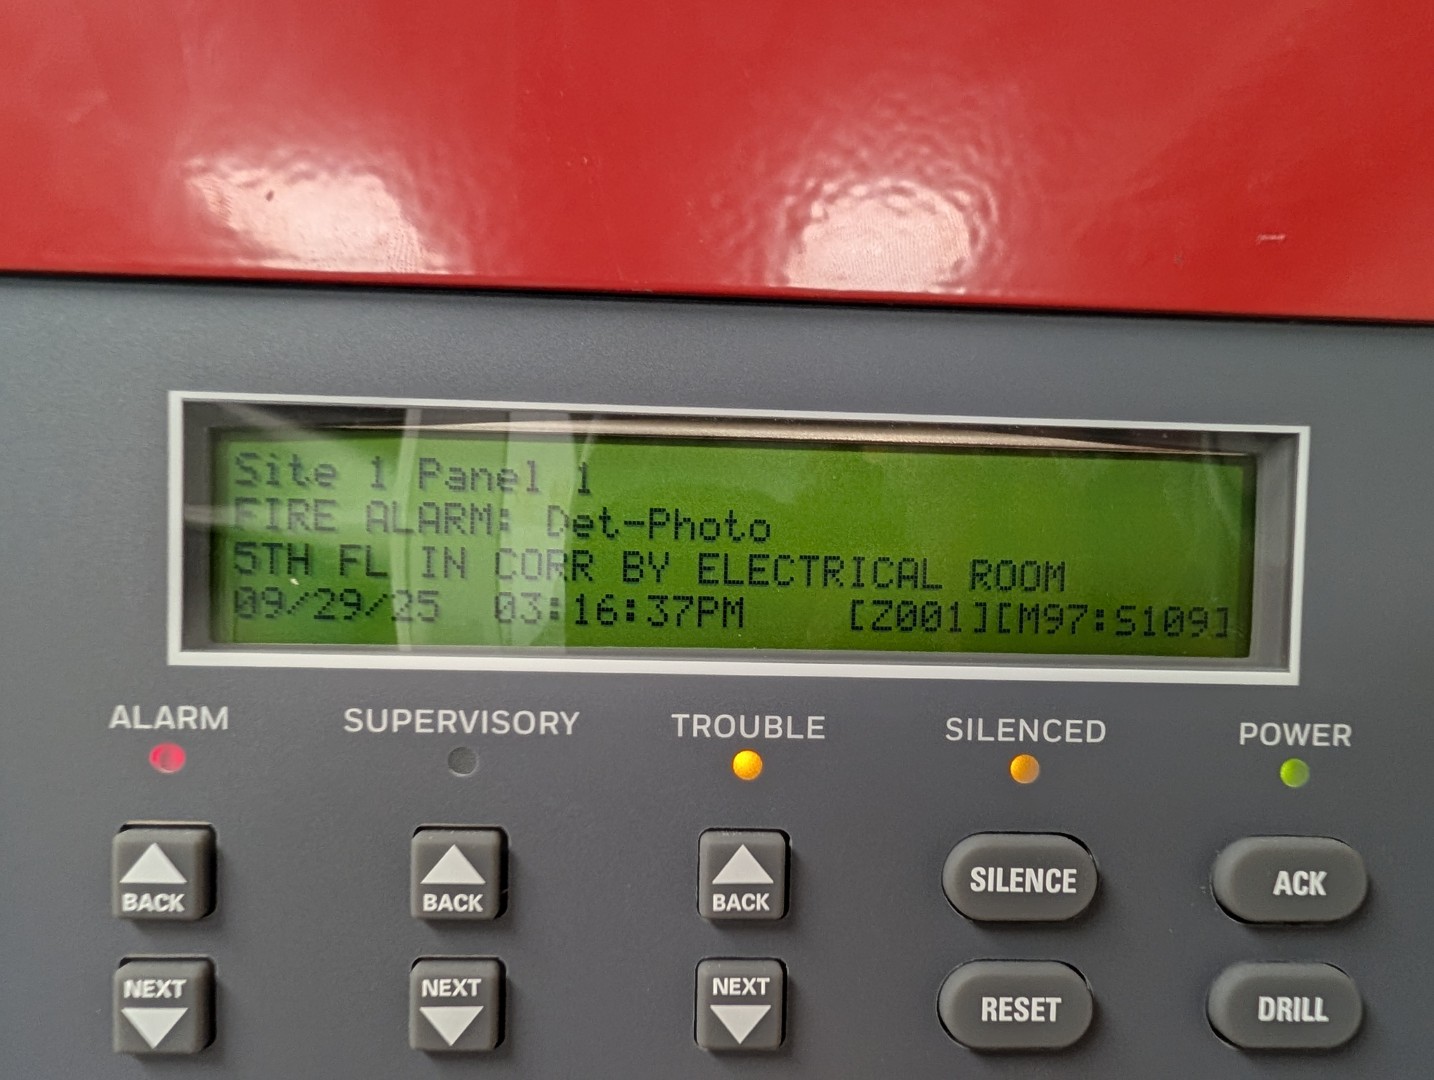 Site 1 Panel 1
FIRE ALARM: Det-Photo
5TH FL IN CORR BY ELECTRICAL ROOM
09/29/25 03:16:37PM [Z001][M97:S109]
ALARM SUPERVISORY TROUBLE SILENCED POWER
BACK BACK BACK SILENCE ACK
NEXT NEXT NEXT RESET DRILL